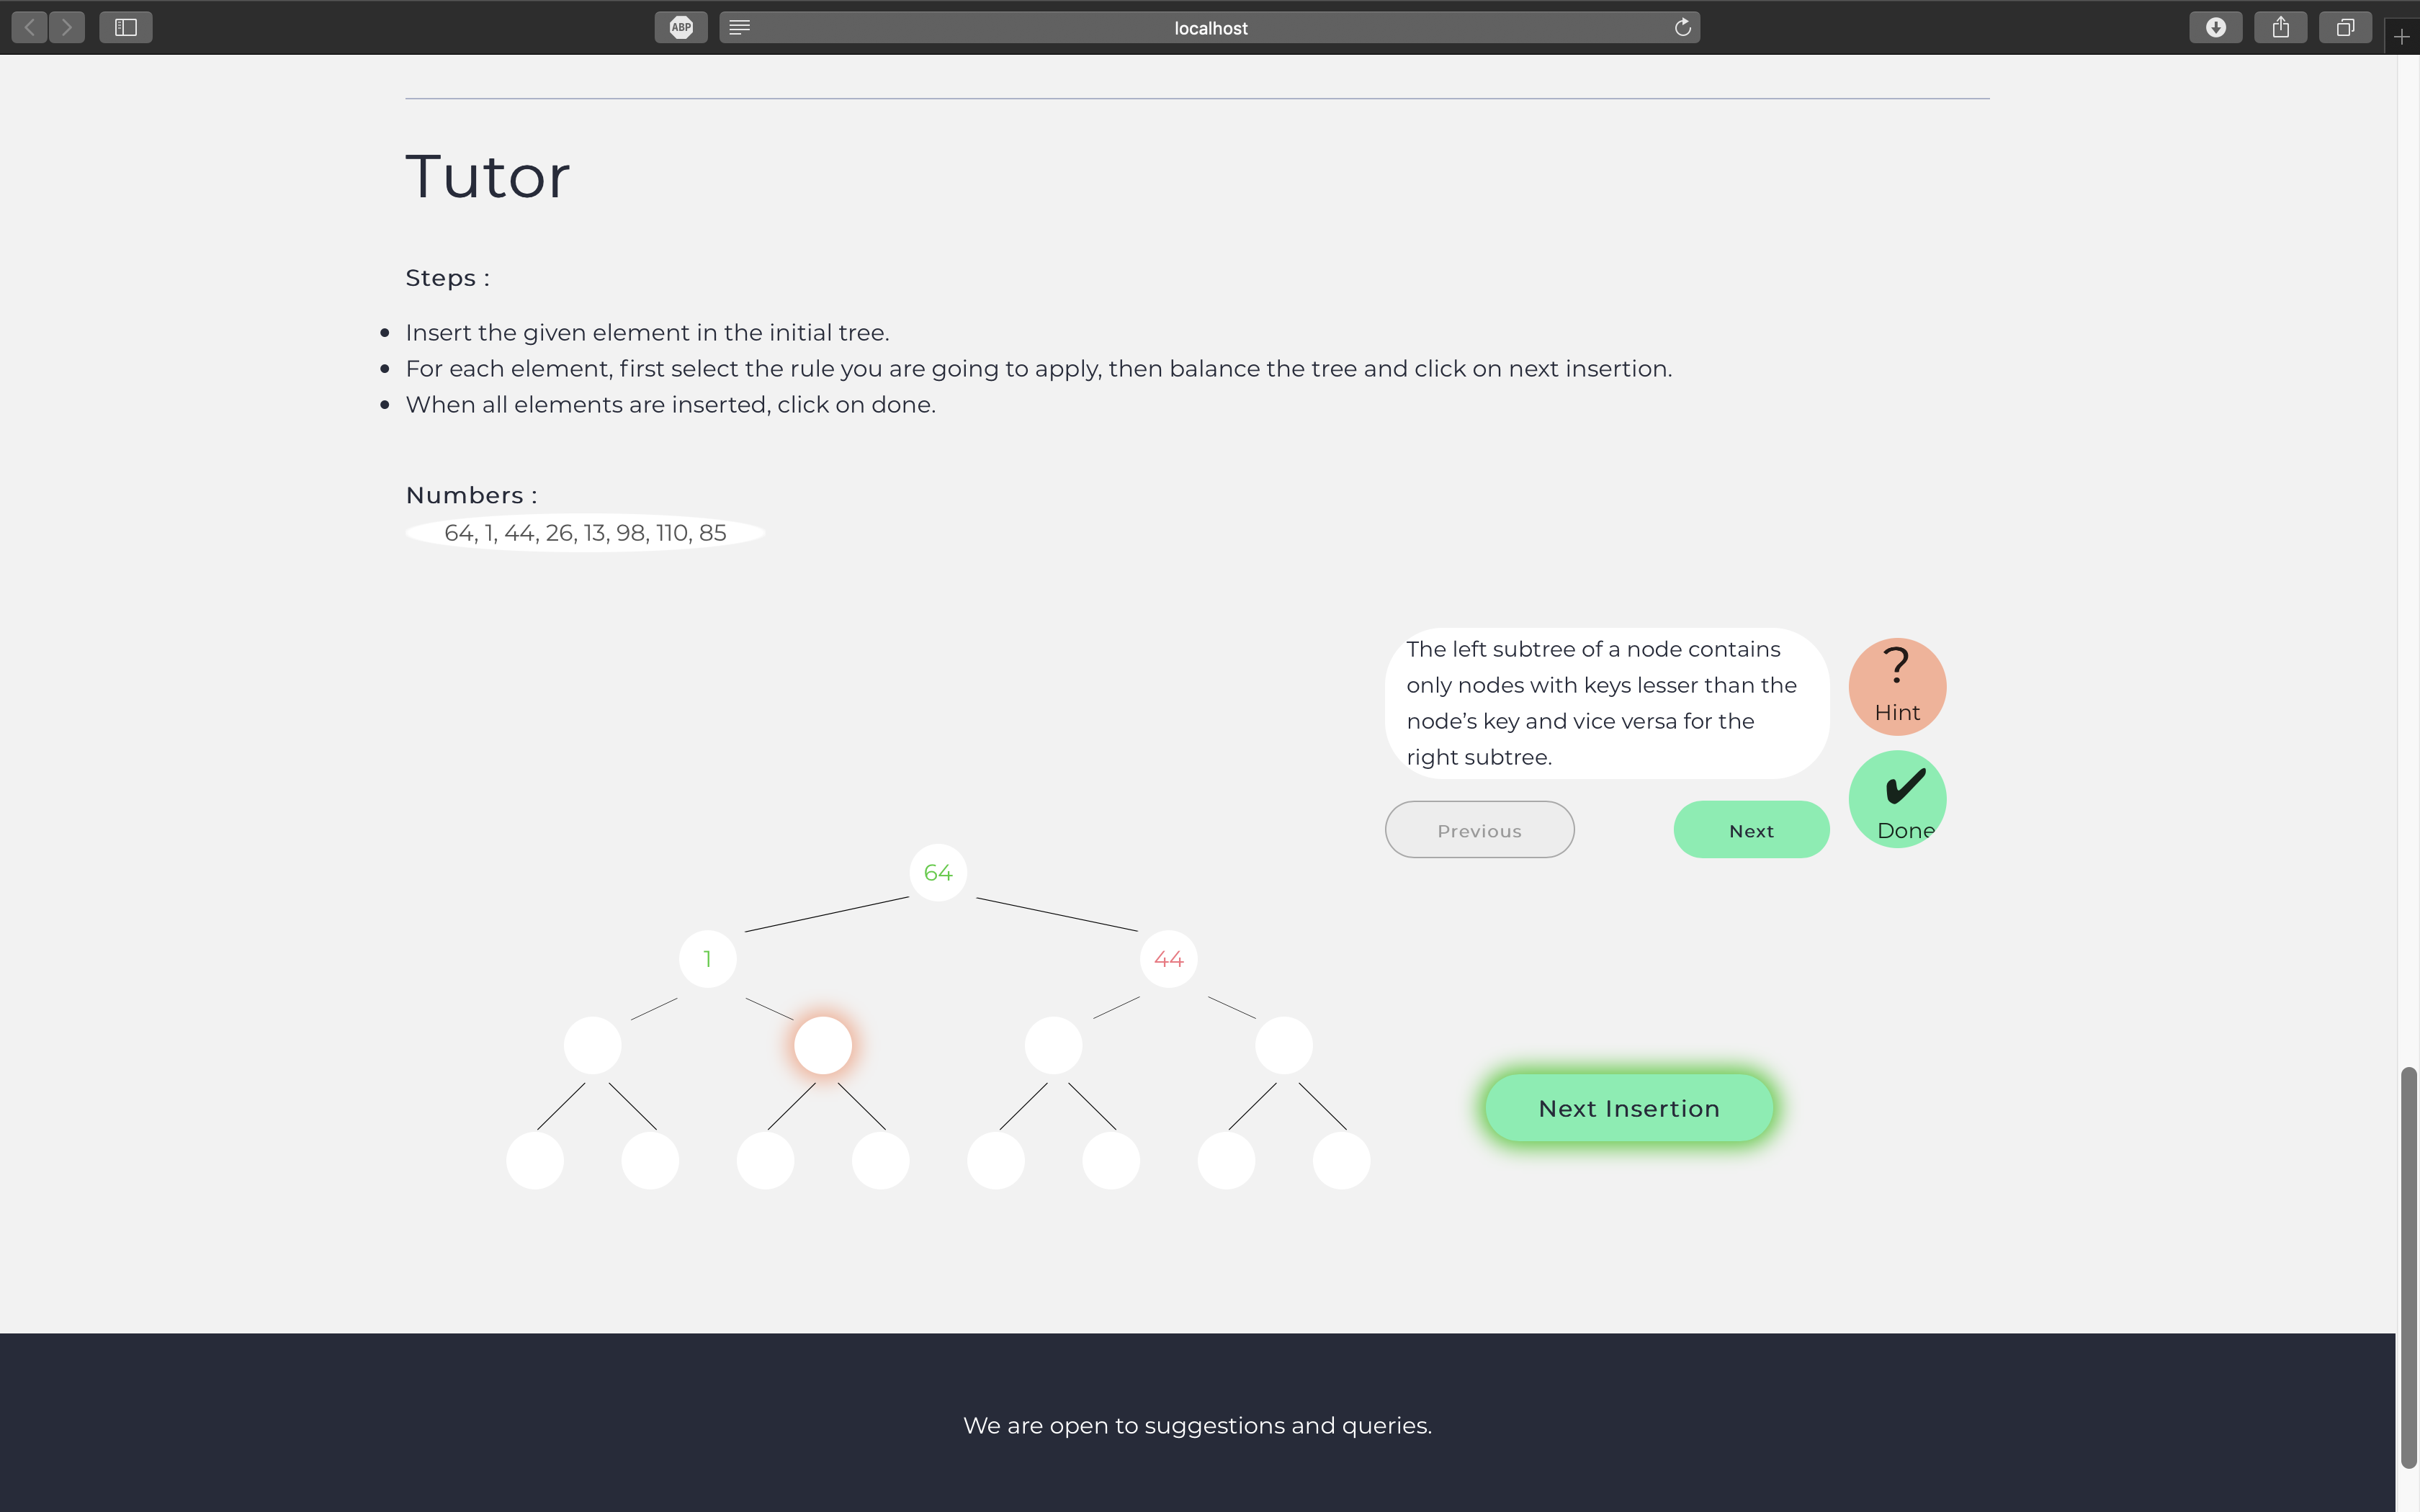 ABP
localhost
Tutor
Steps :
Insert the given element in the initial tree.
For each element, first select the rule you are going to apply, then balance the tree and click on next insertion.
When all elements are inserted, click on done.
Numbers :
64, 1, 44, 26, 13, 98, 110, 85
The left subtree of a node contains
only nodes with keys lesser than the
node’s key and vice versa for the
right subtree.
?
Hint
✔
Done
Previous
Next
64
1
44
Next Insertion
We are open to suggestions and queries.